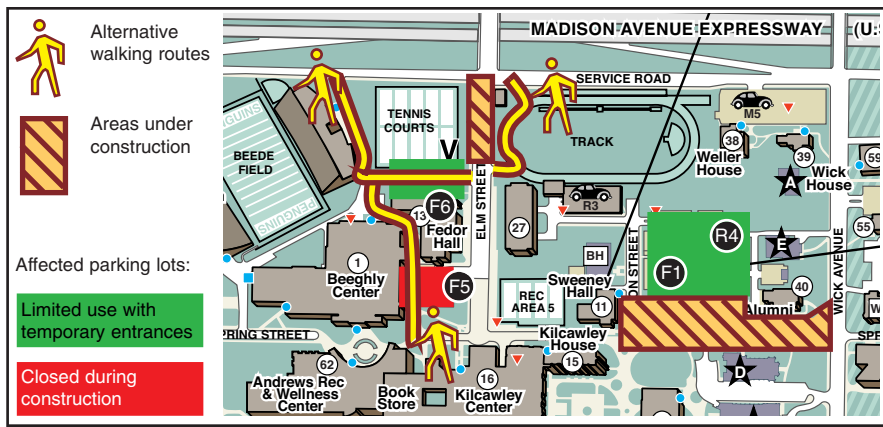 Alternative
walking routes
Areas under
construction
Affected parking lots:
Limited use with
temporary entrances
Closed during
construction
MADISON AVENUE EXPRESSWAY
(U.S
SERVICE ROAD
PENGUINS
BEEDE
FIELD
PENGUINS
TENNIS
COURTS
V
TRACK
M5
38
Weller
House
39
Wick
House
59
A
F6
13
Fedor
Hall
ELM STREET
27
R3
R4
F1
E
55
WICK AVENUE
1
Beeghly
Center
F5
BH
Sweeney
Hall
11
ON STREET
REC
AREA 5
40
Alumni
W
PRING STREET
SPR
Kilcawley
House
15
62
Andrews Rec
& Wellness
Center
Book
Store
16
Kilcawley
Center
D